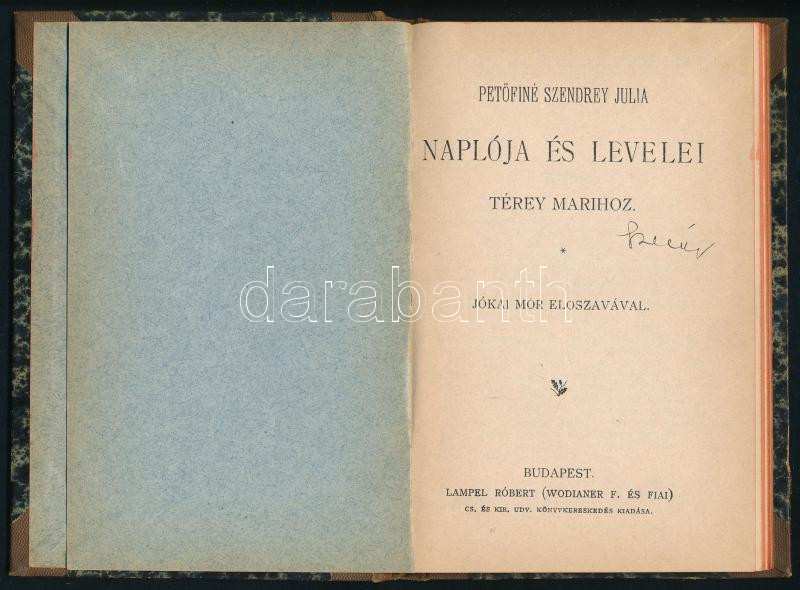 PETŐFINÉ SZENDREY JULIA
NAPLÓJA ÉS LEVELEI
TÉREY MARIHOZ.
*
darabanth
JÓKAI MÓR ELOSZAVÁVAL.
BUDAPEST.
LAMPEL RÓBERT (WODIANER F. ÉS FIAI)
CS. ÉS KIR. UDV. KÖNYVKERESKEDÉS KIADÁSA.